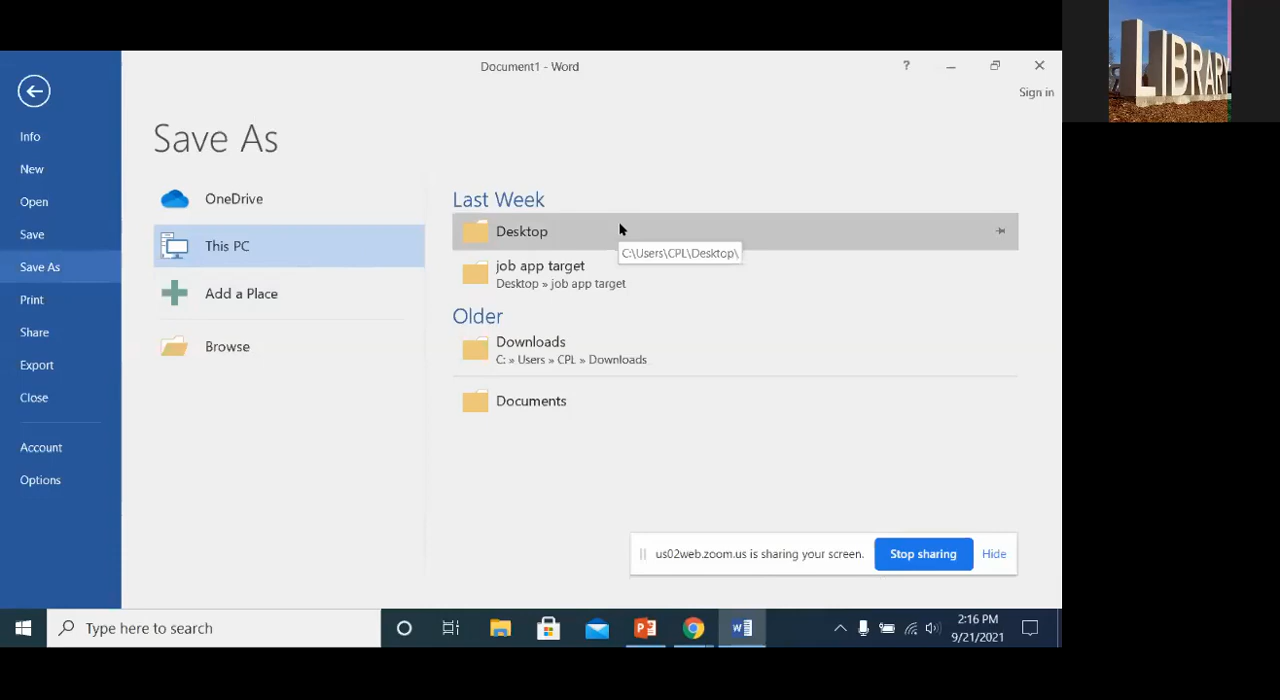 Document1 - Word
?
Sign in
LIBRARY
Info
New
Open
Save
Save As
Print
Share
Export
Close
Account
Options
Save As
OneDrive
This PC
Add a Place
Browse
Last Week
Desktop
C:\Users\CPL\Desktop\
job app target
Desktop » job app target
Older
Downloads
C: » Users » CPL » Downloads
Documents
us02web.zoom.us is sharing your screen.
Stop sharing
Hide
Type here to search
2:16 PM
9/21/2021